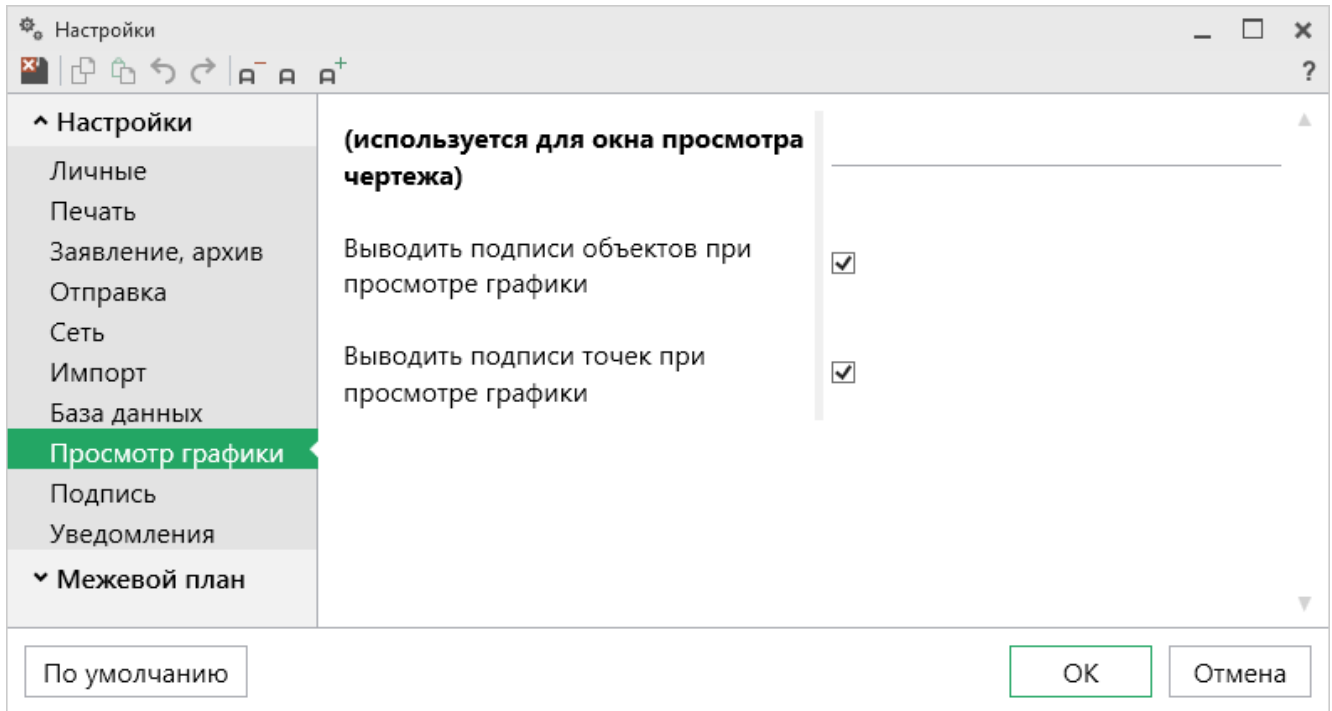 Настройки
?
Настройки
Личные
Печать
Заявление, архив
Отправка
Сеть
Импорт
База данных
Просмотр графики
Подпись
Уведомления
Межевой план
(используется для окна просмотра
чертежа)
Выводить подписи объектов при
просмотре графики
Выводить подписи точек при
просмотре графики
По умолчанию
ОК
Отмена